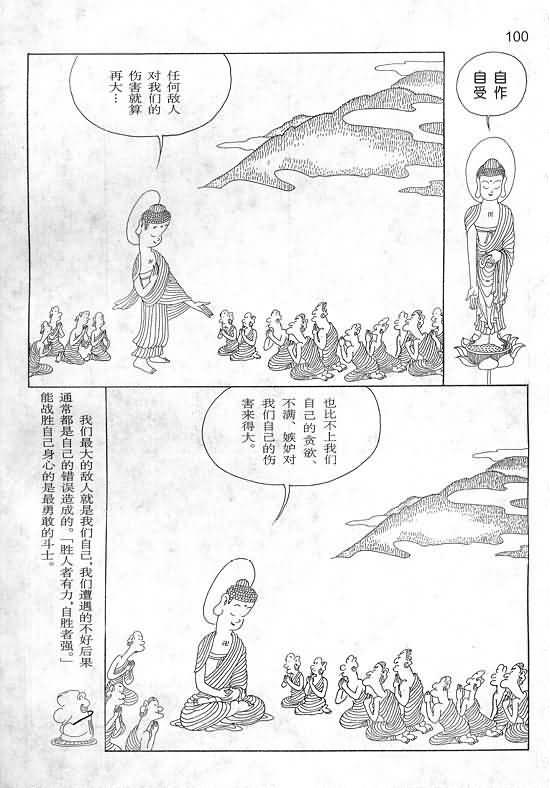 100
自作
自受
任何敌人
对我们的
伤害就算
再大…
也比不上我们
自己的贪欲、
不满、嫉妒对
我们自己的伤
害来得大。
我们最大的敌人就是我们自己,我们遭遇的不好后果
通常都是自己的错误造成的。「胜人者有力,自胜者强。」
能战胜自己身心的是最勇敢的斗士。